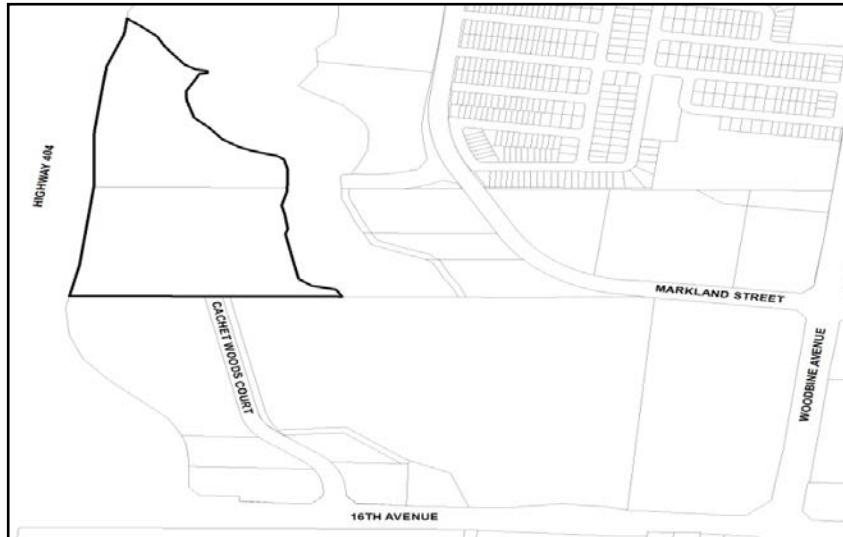 HIGHWAY 404
MARKLAND STREET
CACHET WOODS COURT
WOODBINE AVENUE
16TH AVENUE